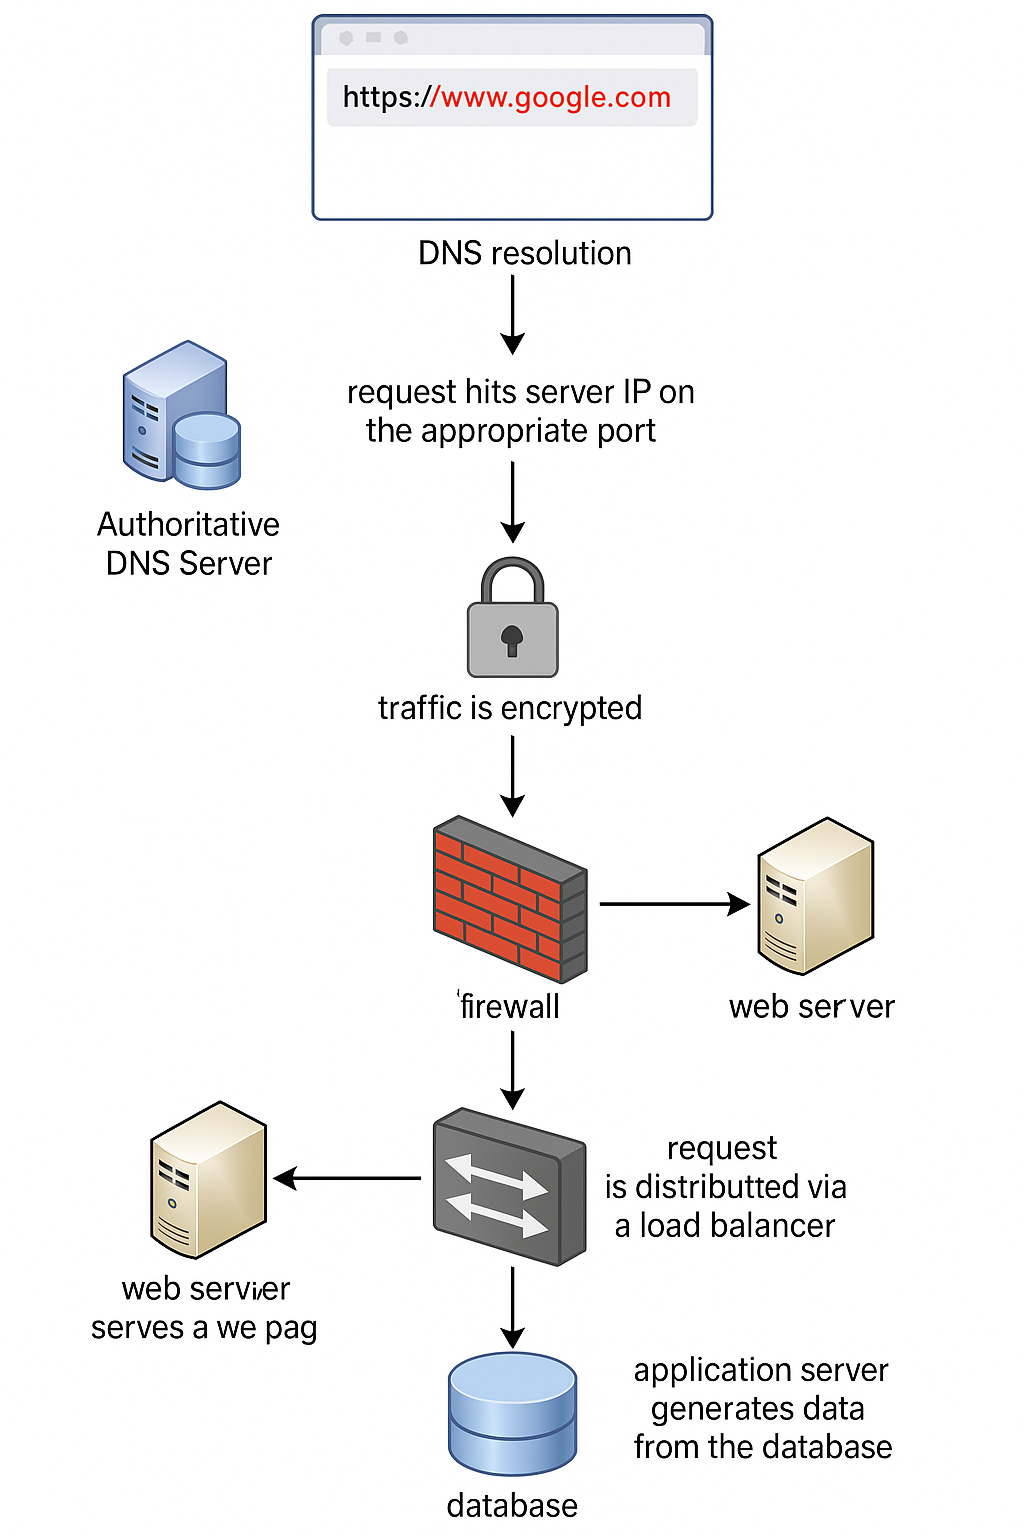 https://www.google.com
DNS resolution
request hits server IP on
the appropriate port
Authoritative
DNS Server
traffic is encrypted
firewall
web server
request
is distributted via
a load balancer
web servier
serves a we pag
application server
generates data
from the database
database